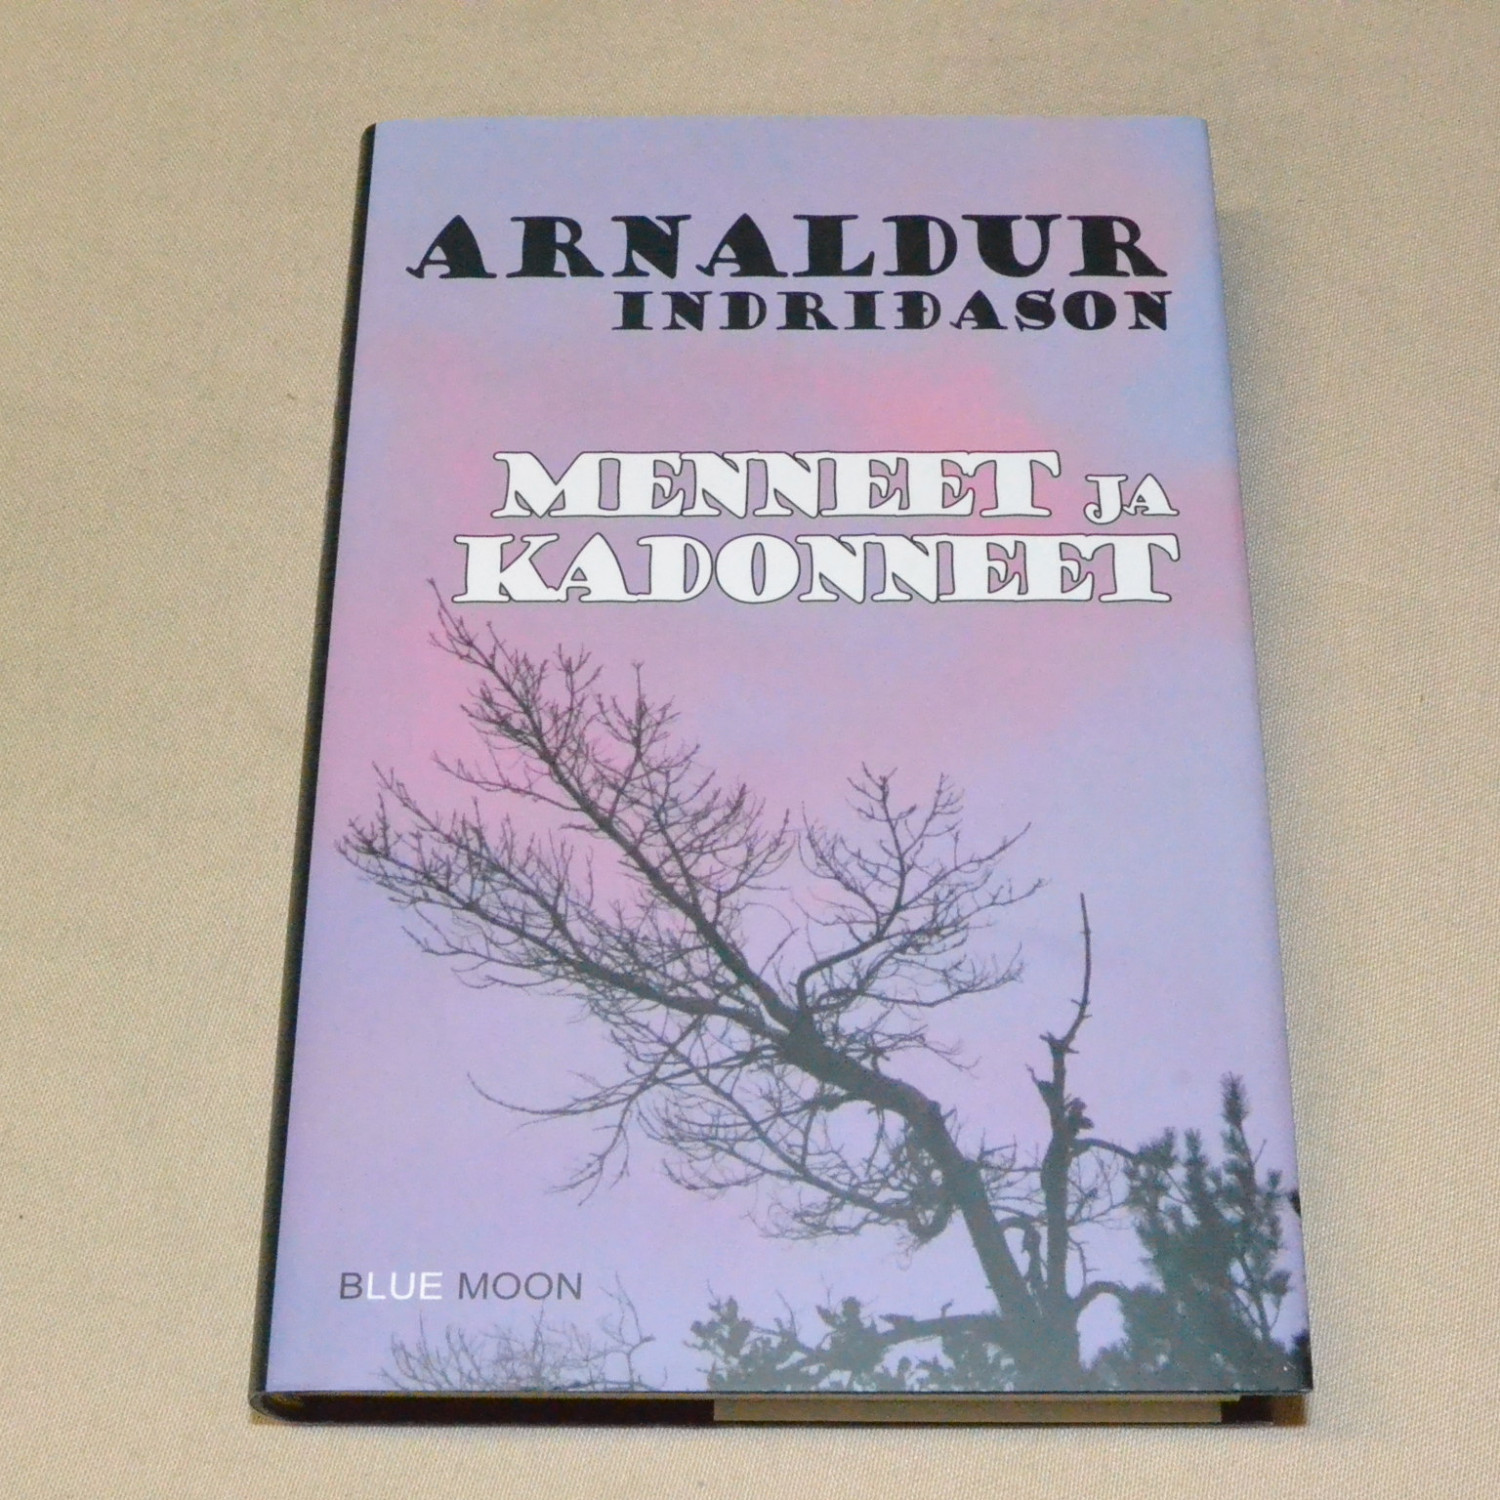 ARNALDUR
INDRIÐASON
MENNEET JA
KADONNEET
BLUE MOON